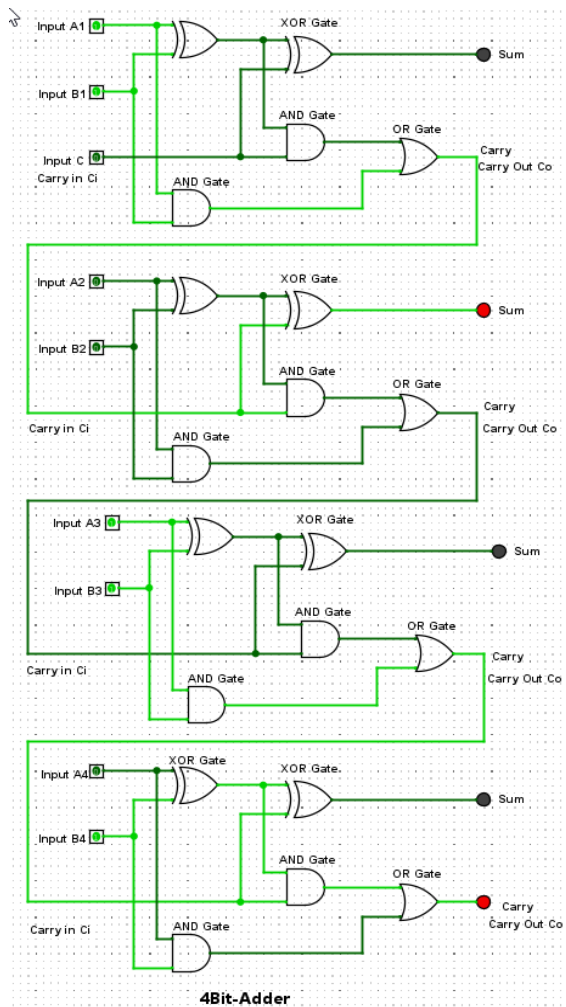 Input A1
XOR Gate
Sum
Input B1
AND Gate
OR Gate
Input C
Carry
Carry in Ci
Carry Out Co
AND Gate
Input A2
XOR Gate
Sum
Input B2
AND Gate
OR Gate
Carry
Carry in Ci
Carry Out Co
AND Gate
Input A3
XOR Gate
Sum
Input B3
AND Gate
OR Gate
Carry
Carry in Ci
Carry Out Co
AND Gate
Input A4
XOR Gate
XOR Gate.
Sum
Input B4
AND Gate
OR Gate
Carry
Carry in Ci
Carry Out Co
AND Gate
4Bit-Adder